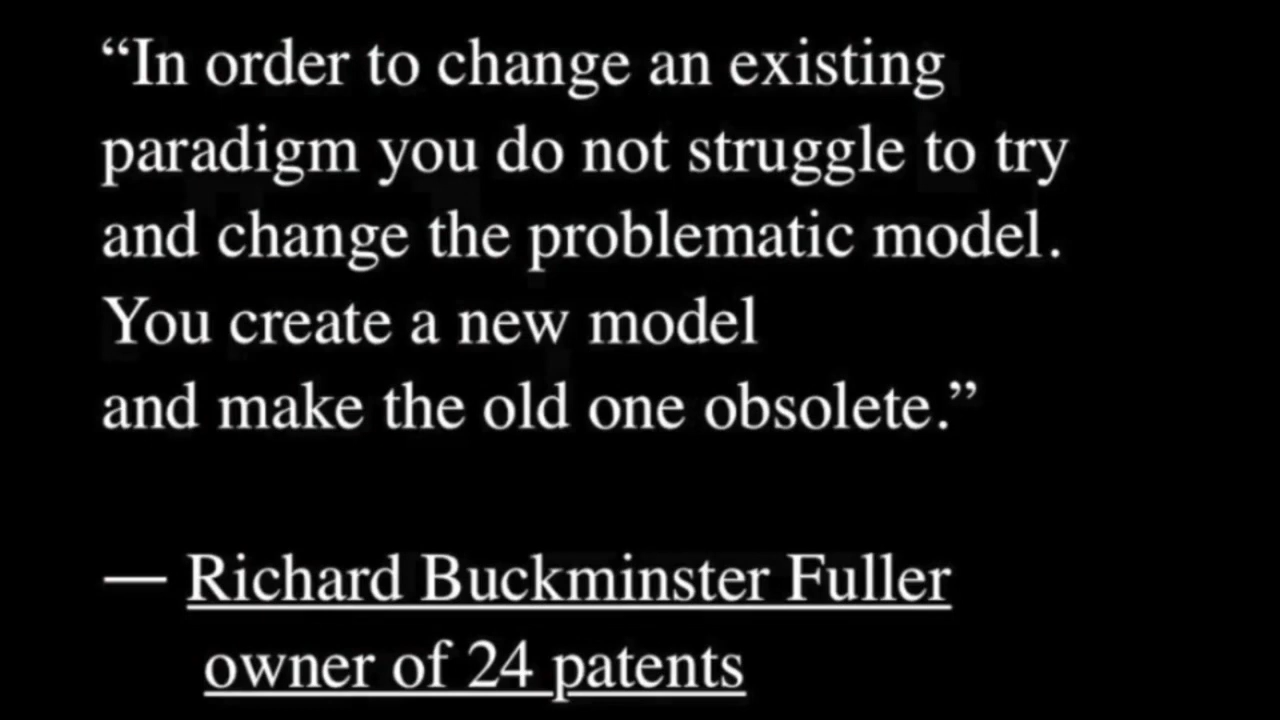 “In order to change an existing
paradigm you do not struggle to try
and change the problematic model.
You create a new model
and make the old one obsolete.”
— Richard Buckminster Fuller
owner of 24 patents